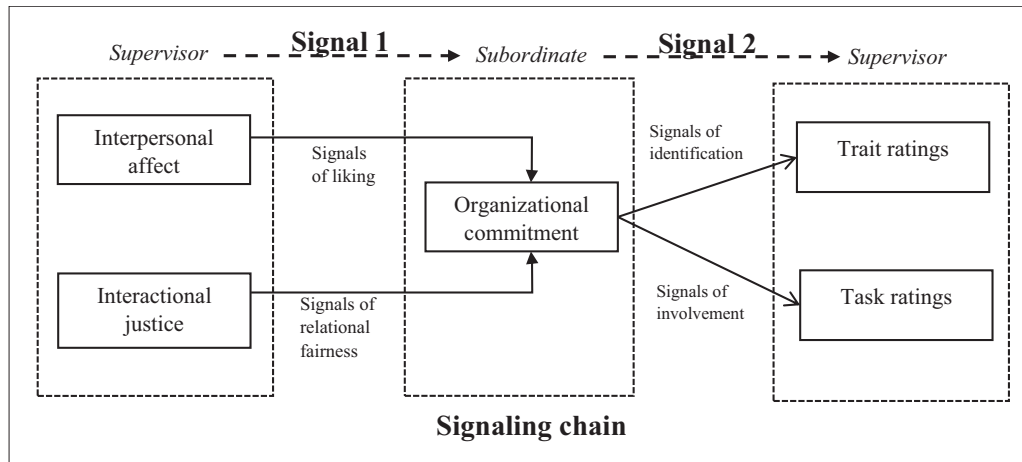 Signal 1
Signal 2
Supervisor
Subordinate
Supervisor
Interpersonal
affect
Signals
of liking
Interactional
justice
Signals of
relational
fairness
Organizational
commitment
Signals of
identification
Signals of
involvement
Trait ratings
Task ratings
Signaling chain